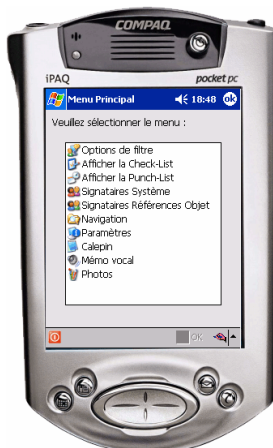 COMPAQ
iPAQ pocket pc
Menu Principal 18:48 ok
Veuillez sélectionner le menu :
Options de filtre
Afficher la Check-List
Afficher la Punch-List
Signataires Système
Signataires Références Objet
Navigation
Paramètres
Calepin
Mémo vocal
Photos
OK